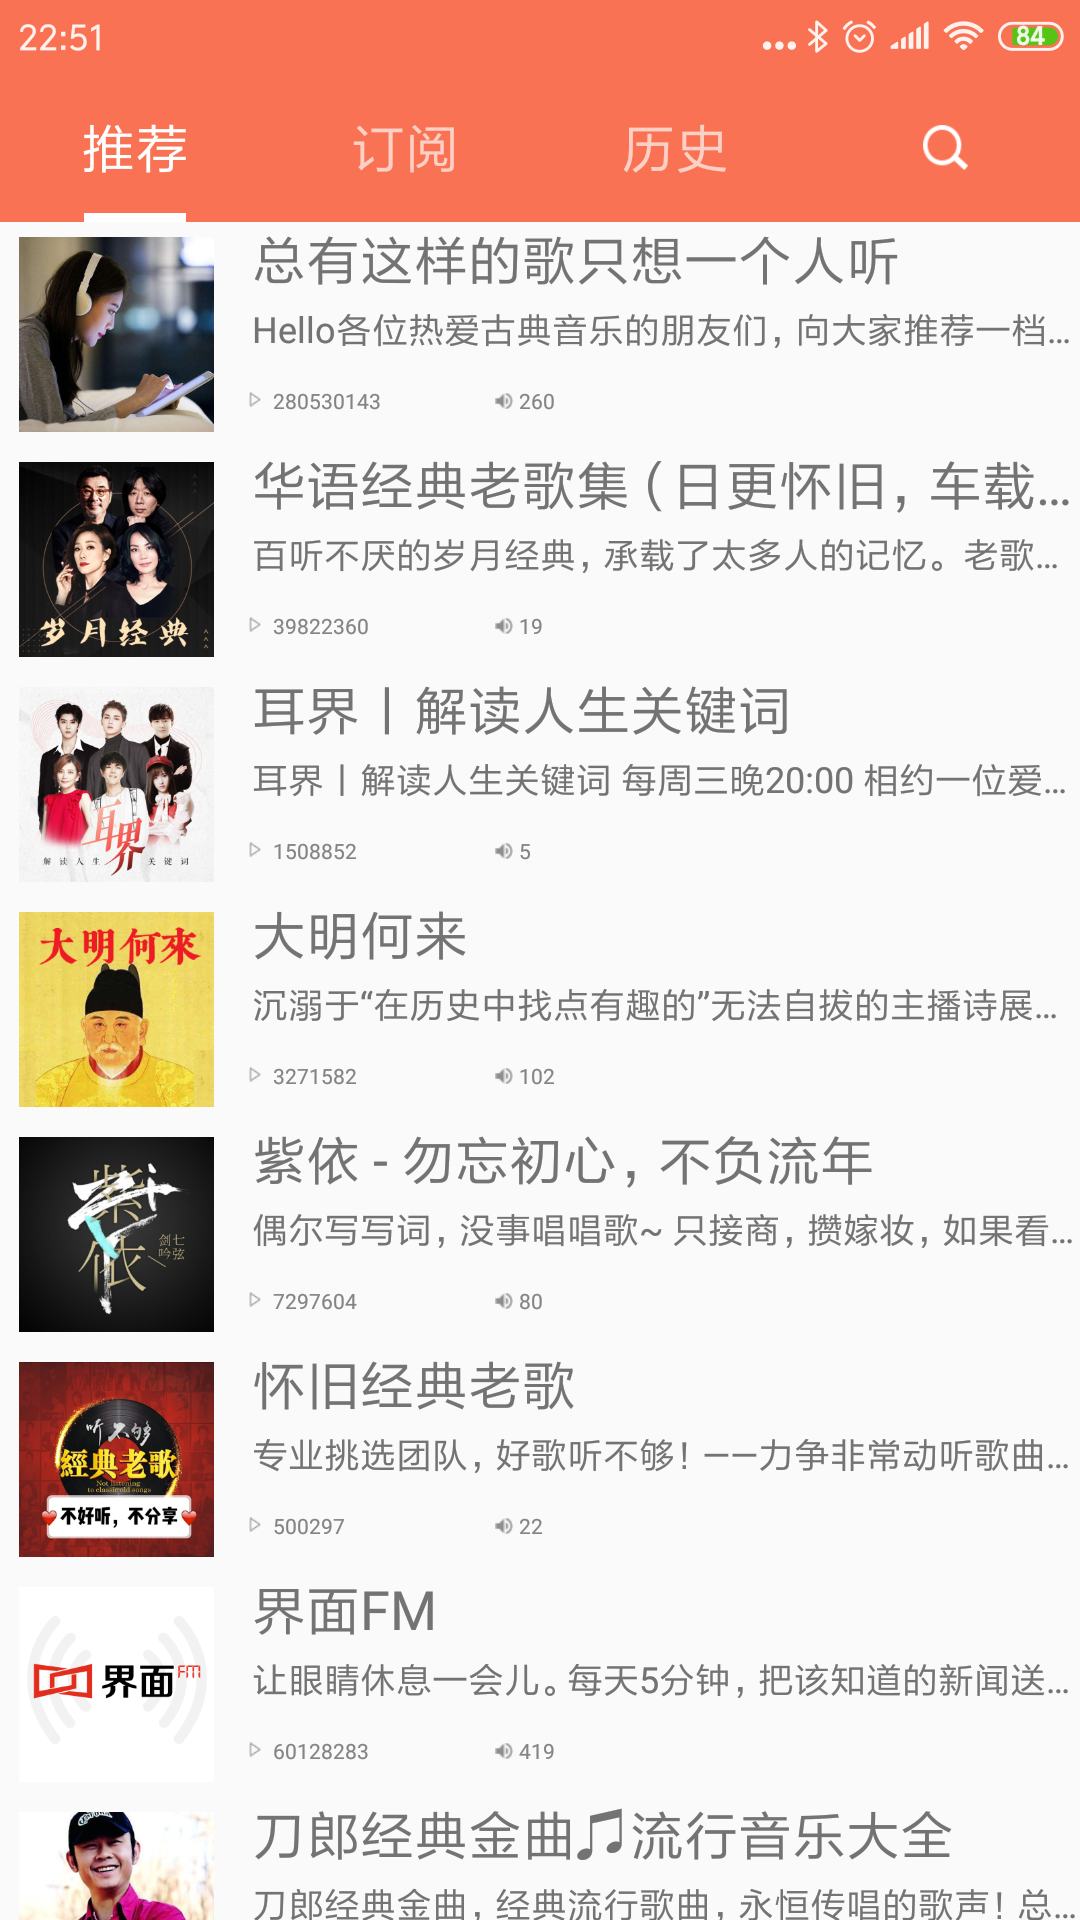 22:51
84
推荐
订阅
历史
总有这样的歌只想一个人听
Hello各位热爱古典音乐的朋友们，向大家推荐一档...
280530143
260
华语经典老歌集（日更怀旧，车载...
百听不厌的岁月经典，承载了太多人的记忆。老歌...
39822360
19
岁月经典
耳界丨解读人生关键词
耳界丨解读人生关键词 每周三晚20:00 相约一位爱...
1508852
5
耳界
解读人生 关键词
大明何来
沉溺于“在历史中找点有趣的”无法自拔的主播诗展...
3271582
102
大明何來
紫依 - 勿忘初心，不负流年
偶尔写写词，没事唱唱歌~ 只接商，攒嫁妆，如果看...
7297604
80
紫依
剑七
吟弦
怀旧经典老歌
专业挑选团队，好歌听不够！——力争非常动听歌曲...
500297
22
听不够
經典老歌
Not listening
to classic old songs
不好听，不分享
界面FM
让眼睛休息一会儿。每天5分钟，把该知道的新闻送...
60128283
419
界面FM
刀郎经典金曲🎵流行音乐大全
刀郎经典金曲，经典流行歌曲，永恒传唱的歌声！总...